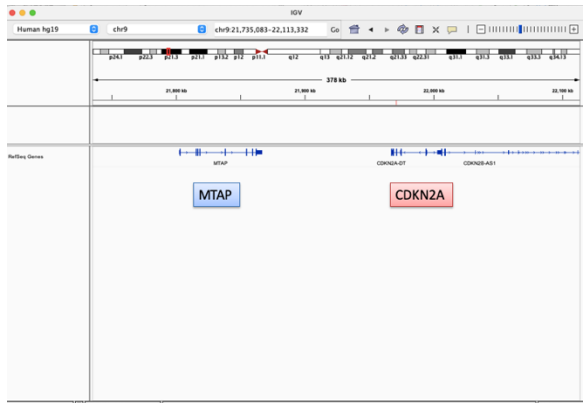 IGV
Human hg19 chr9 chr9:21,735,083-22,113,332 Go
p24.1 p22.3 p21.3 p21.1 p13.2 p12 p11.1 q12 q13 q21.12 q21.2 q21.33 q22.31 q31.1 q31.3 q33.1 q33.3 q34.13
378 kb
21,800 kb 21,900 kb 22,000 kb 22,100 kb
RefSeq Genes
MTAP CDKN2A-DT CDKN2B-AS1
MTAP CDKN2A